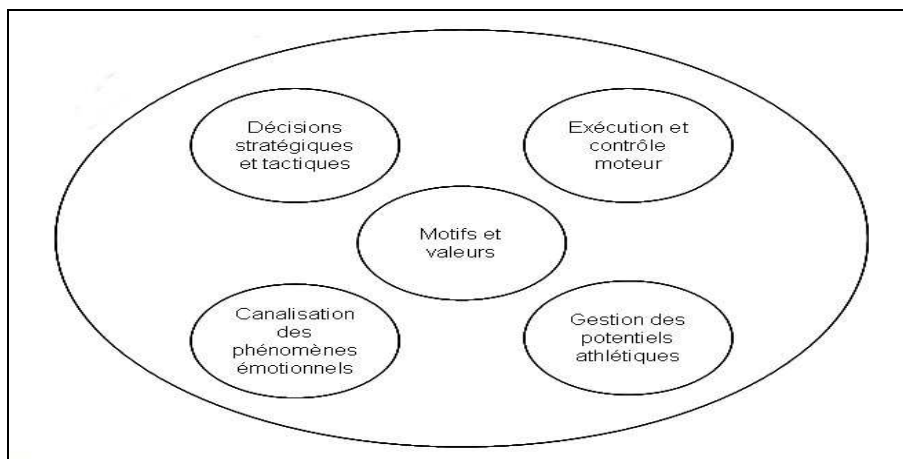 Décisions
stratégiques
et tactiques
Exécution et
contrôle
moteur
Motifs et
valeurs
Canalisation
des
phénomènes
émotionnels
Gestion des
potentiels
athlétiques